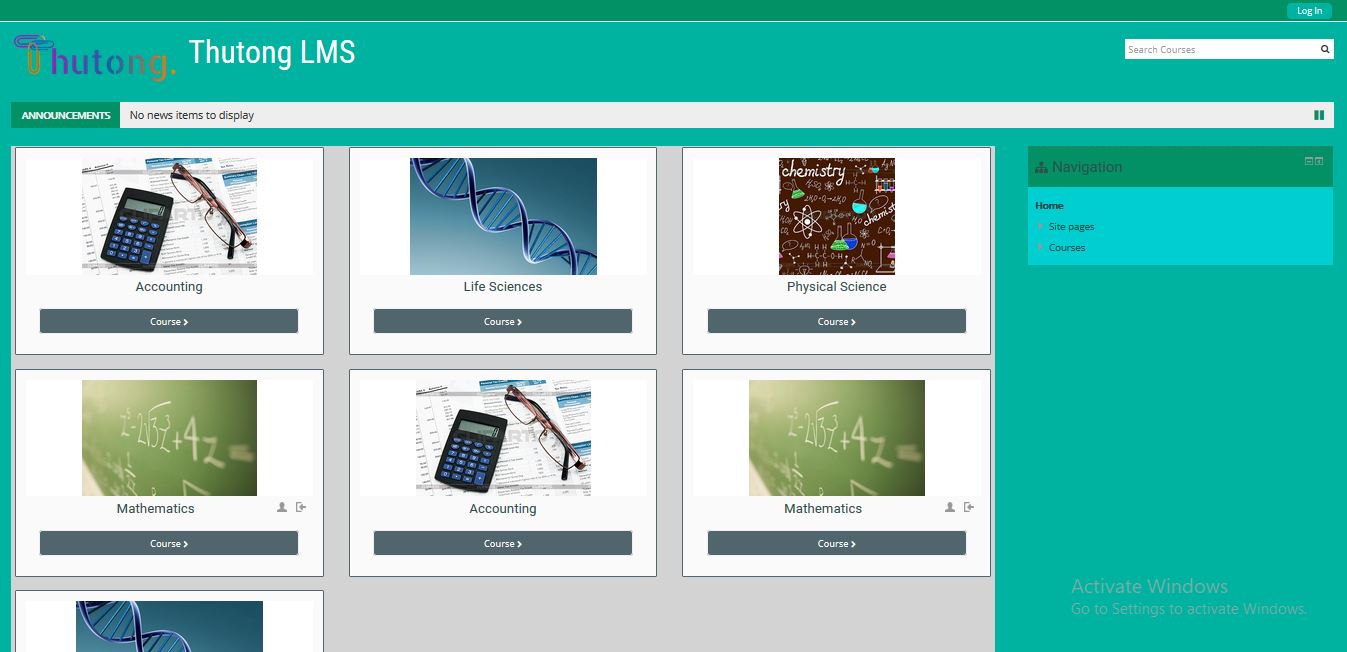 Log In
Thutong.
Thutong LMS
Search Courses
ANNOUNCEMENTS
No news items to display
chemistry
Accounting
Life Sciences
Physical Science
Course
Course
Course
Navigation
Home
Site pages
Courses
Mathematics
Accounting
Mathematics
Course
Course
Course
Activate Windows
Go to Settings to activate Windows.